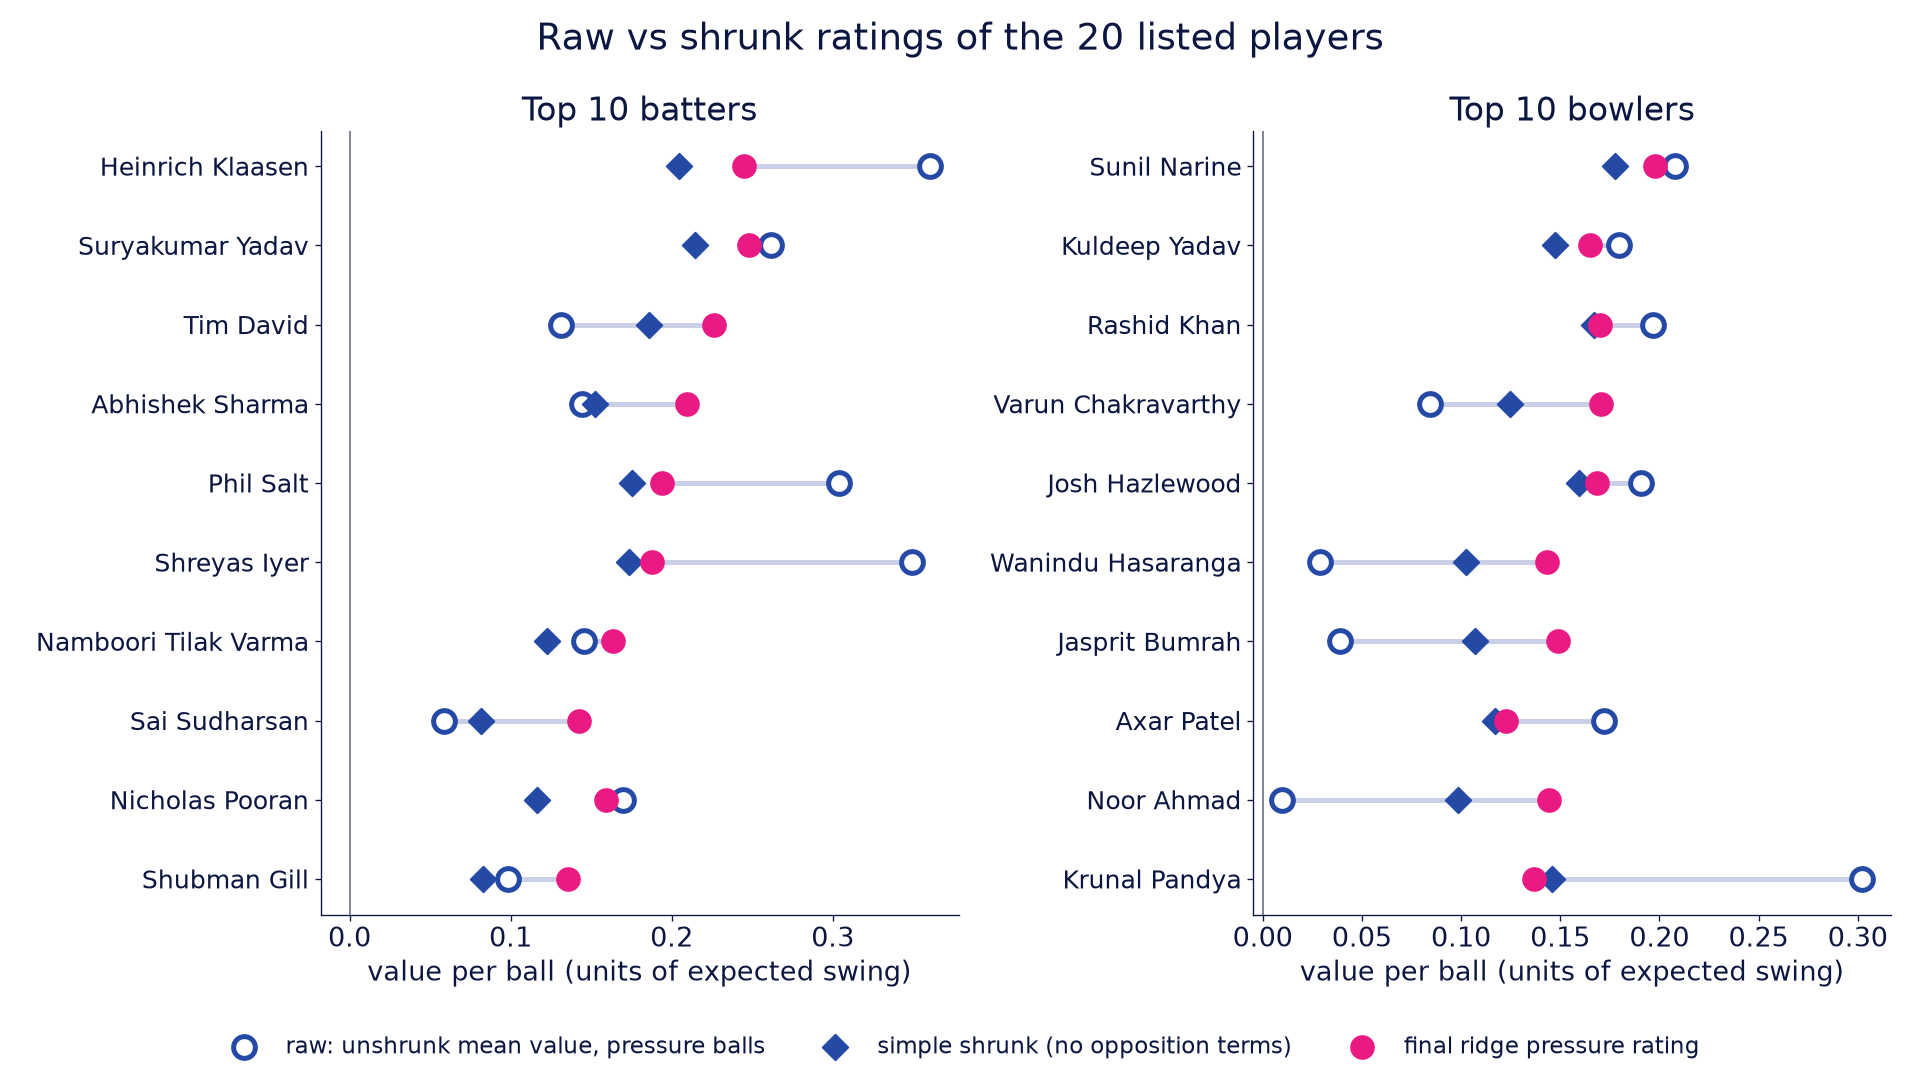 Raw vs shrunk ratings of the 20 listed players
Top 10 batters
Heinrich Klaasen
Suryakumar Yadav
Tim David
Abhishek Sharma
Phil Salt
Shreyas Iyer
Namboori Tilak Varma
Sai Sudharsan
Nicholas Pooran
Shubman Gill
0.0 0.1 0.2 0.3
value per ball (units of expected swing)
Top 10 bowlers
Sunil Narine
Kuldeep Yadav
Rashid Khan
Varun Chakravarthy
Josh Hazlewood
Wanindu Hasaranga
Jasprit Bumrah
Axar Patel
Noor Ahmad
Krunal Pandya
0.00 0.05 0.10 0.15 0.20 0.25 0.30
value per ball (units of expected swing)
raw: unshrunk mean value, pressure balls
simple shrunk (no opposition terms)
final ridge pressure rating